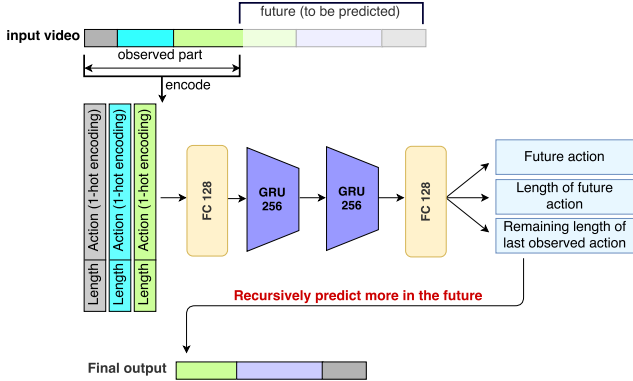 future (to be predicted)
input video
observed part
encode
Action (1-hot encoding)
Action (1-hot encoding)
Action (1-hot encoding)
Length
Length
Length
FC 128
GRU
256
GRU
256
FC 128
Future action
Length of future
action
Remaining length of
last observed action
Recursively predict more in the future
Final output